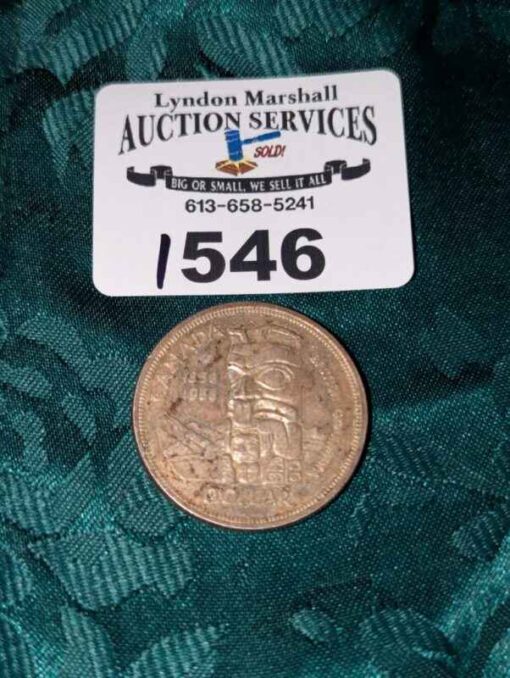 Lyndon Marshall
AUCTION SERVICES
SOLD!
BIG OR SMALL, WE SELL IT ALL
613-658-5241
1546
CANADA
DOLLAR